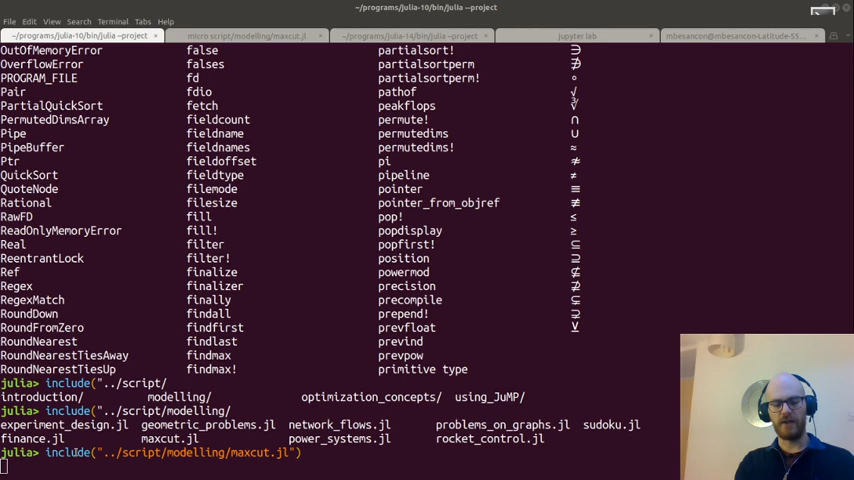 ~/programs/julia-10/bin/julia --project
File Edit View Search Terminal Tabs Help
~/programs/julia-10/bin/julia --project × micro script/modelling/maxcut.jl × ~/programs/julia-14/bin/julia --project × jupyter lab × mbesancon@mbesancon-Latitude-55... ×
OutOfMemoryError false partialsort! ∋
OverflowError falses partialsortperm ∌
PROGRAM_FILE fd partialsortperm! ∘
Pair fdio pathof √
PartialQuickSort fetch peakflops ∛
PermutedDimsArray fieldcount permute! ∩
Pipe fieldname permutedims ∪
PipeBuffer fieldnames permutedims! ≈
Ptr fieldoffset pi ≉
QuickSort fieldtype pipeline ≠
QuoteNode filemode pointer ≡
Rational filesize pointer_from_objref ≢
RawFD fill pop! ≤
ReadOnlyMemoryError fill! popdisplay ≥
Real filter popfirst! ⊆
ReentrantLock filter! position ⊇
Ref finalize powermod ⊈
Regex finalizer precision ⊉
RegexMatch finally precompile ⊊
RoundDown findall prepend! ⊋
RoundFromZero findfirst prevfloat ⊻
RoundNearest findlast prevind
RoundNearestTiesAway findmax prevpow
RoundNearestTiesUp findmax! primitive type
julia> include("../script/
introduction/ modelling/ optimization_concepts/ using_JuMP/
julia> include("../script/modelling/
experiment_design.jl geometric_problems.jl network_flows.jl problems_on_graphs.jl sudoku.jl
finance.jl maxcut.jl power_systems.jl rocket_control.jl
julia> include("../script/modelling/maxcut.jl")